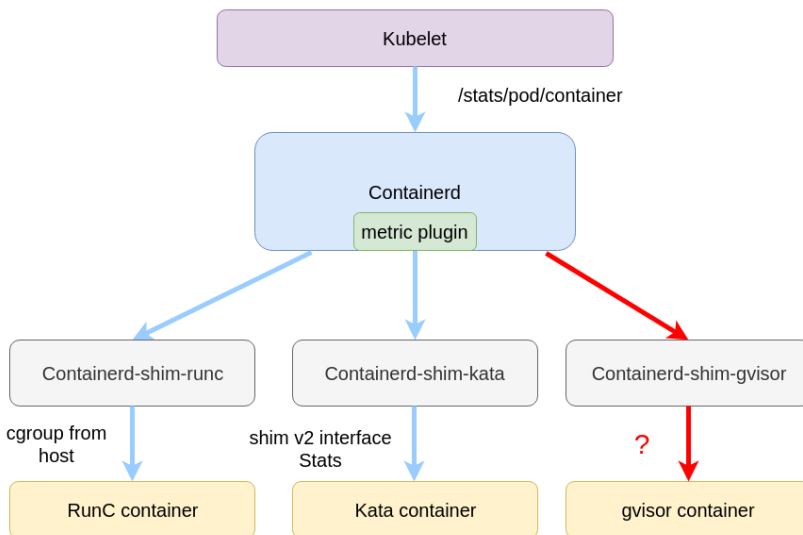 Kubelet
/stats/pod/container
Containerd
metric plugin
Containerd-shim-runc
Containerd-shim-kata
Containerd-shim-gvisor
cgroup from
host
shim v2 interface
Stats
?
RunC container
Kata container
gvisor container